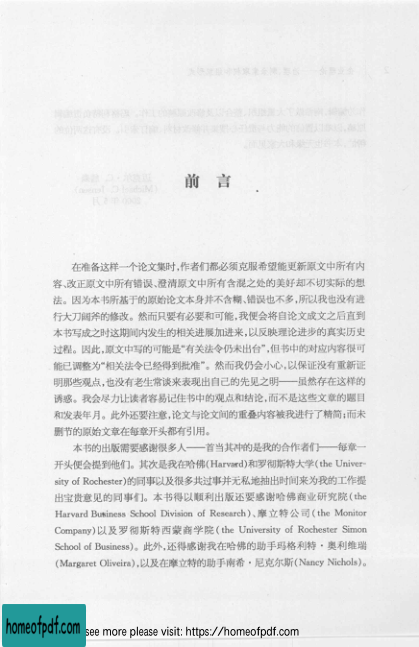 前 言
在准备这样一个论文集时,作者们都必须克服希望能更新原文中所有内
容、改正原文中所有错误、澄清原文中所有含混之处的美好却不切实际的想
法。因为本书所基于的原始论文本身并不含糊、错误也不多,所以我也没有进
行大刀阔斧的修改。然而只要有必要和可能,我便会将自论文成文之后直到
本书写成之时这期间内发生的相关进展加进来,以反映理论进步的真实历史
过程。因此,原文中写的可能是“有关法令仍未出台”,但书中的对应内容很可
能已调整为“相关法令已经得到批准”。然而我仍会小心,以保证没有重新证
明那些观点,也没有老生常谈来表现出自己的先见之明——虽然存在这样的
诱惑。我会尽力让读者容易记住书中的观点和结论,而不是这些文章的题目
和发表年月。此外还要注意,论文与论文间的重叠内容被我进行了精简;而未
删节的原始文章在每章开头都有引用。
本书的出版需要感谢很多人——首当其冲的是我的合作者们——每章一
开头便会提到他们。其次是我在哈佛(Harvard)和罗彻斯特大学(the Univer-
sity of Rochester)的同事以及很多共过事并无私地抽出时间来为我的工作提
出宝贵意见的同事们。本书得以顺利出版还要感谢哈佛商业研究院(the
Harvard Business School Division of Research)、摩立特公司(the Monitor
Company)以及罗彻斯特西蒙商学院(the University of Rochester Simon
School of Business)。此外,还得感谢我在哈佛的助手玛格利特·奥利维瑞
(Margaret Oliveira),以及在摩立特的助手南希·尼克尔斯(Nancy Nichols)。
homeofpdf.com
see more please visit: https://homeofpdf.com